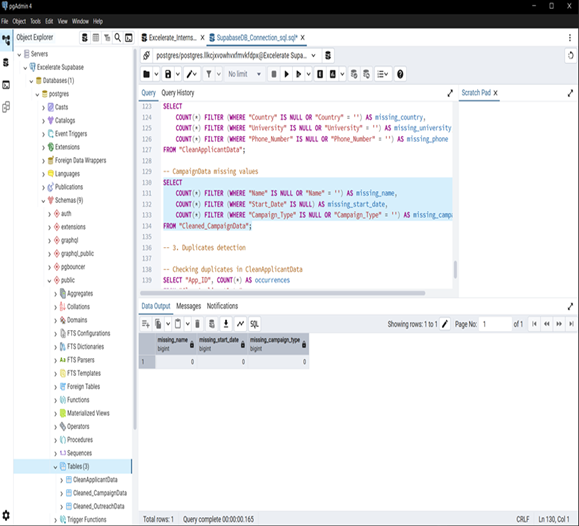 pgAdmin 4
File Object Tools Edit View Window Help
Excelerate_Interns...
SupabaseDB_Connection_sql.sql*
Servers
Excelerate Supabase
Databases (1)
postgres
Casts
Catalogs
Event Triggers
Extensions
Foreign Data Wrappers
Languages
Publications
Schemas (9)
auth
extensions
graphql
graphql_public
pgbouncer
public
Aggregates
Collations
Domains
FTS Configurations
FTS Dictionaries
FTS Parsers
FTS Templates
Foreign Tables
Functions
Materialized Views
Operators
Procedures
1..3 Sequences
Tables (3)
CleanApplicantData
Cleaned_CampaignData
Cleaned_OutreachData
Trigger Functions
No limit
Query Query History
Scratch Pad
123 SELECT
124 COUNT(*) FILTER (WHERE "Country" IS NULL OR "Country" = '') AS missing_country,
125 COUNT(*) FILTER (WHERE "University" IS NULL OR "University" = '') AS missing_university
126 COUNT(*) FILTER (WHERE "Phone_Number" IS NULL OR "Phone_Number" = '') AS missing_phone
127 FROM "CleanApplicantData";
128
129 -- CampaignData missing values
130 SELECT
131 COUNT(*) FILTER (WHERE "Name" IS NULL OR "Name" = '') AS missing_name,
132 COUNT(*) FILTER (WHERE "Start_Date" IS NULL) AS missing_start_date,
133 COUNT(*) FILTER (WHERE "Campaign_Type" IS NULL OR "Campaign_Type" = '') AS missing_campa
134 FROM "Cleaned_CampaignData";
135
136 -- 3. Duplicates detection
137
138 -- Checking duplicates in CleanApplicantData
139 SELECT "App_ID", COUNT(*) AS occurrences
Data Output Messages Notifications
SQL
Showing rows: 1 to 1
Page No: 1 of 1
missing_name bigint
missing_start_date bigint
missing_campaign_type bigint
1 0 0 0
Total rows: 1 Query complete 00:00:00.165
CRLF Ln 130, Col 1